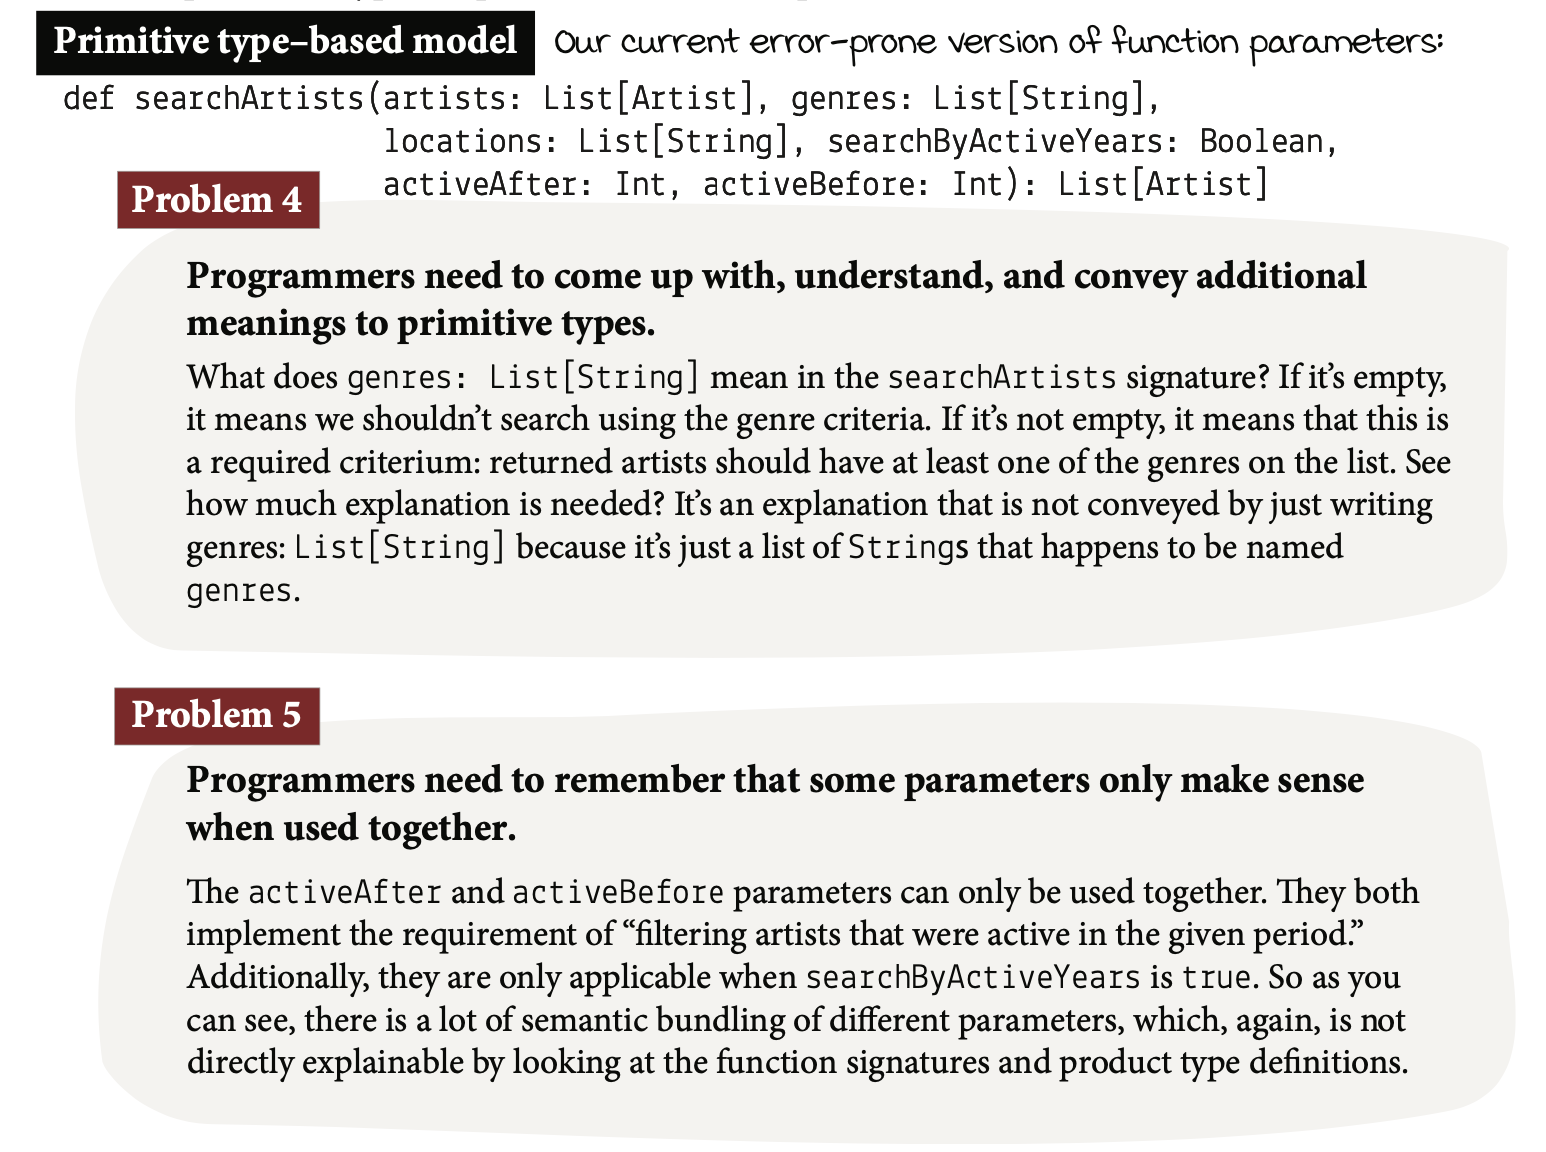 Primitive type–based model Our current error-prone version of function parameters:
def searchArtists(artists: List[Artist], genres: List[String],
locations: List[String], searchByActiveYears: Boolean,
activeAfter: Int, activeBefore: Int): List[Artist]
Problem 4
Programmers need to come up with, understand, and convey additional
meanings to primitive types.
What does genres: List[String] mean in the searchArtists signature? If it’s empty,
it means we shouldn’t search using the genre criteria. If it’s not empty, it means that this is
a required criterium: returned artists should have at least one of the genres on the list. See
how much explanation is needed? It’s an explanation that is not conveyed by just writing
genres: List[String] because it’s just a list of Strings that happens to be named
genres.
Problem 5
Programmers need to remember that some parameters only make sense
when used together.
The activeAfter and activeBefore parameters can only be used together. They both
implement the requirement of “filtering artists that were active in the given period.”
Additionally, they are only applicable when searchByActiveYears is true. So as you
can see, there is a lot of semantic bundling of different parameters, which, again, is not
directly explainable by looking at the function signatures and product type definitions.